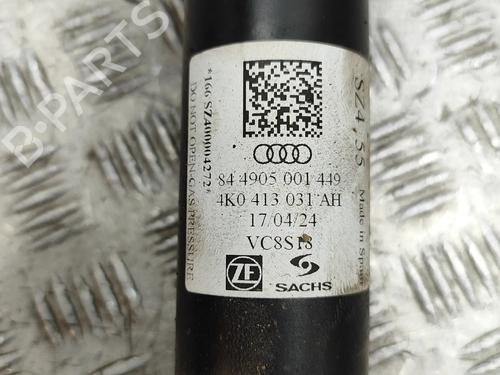 B-PARTS
*166 SZ4000004272*
DO NOT OPEN-GAS PRESSURE
84 4905 001 449
4K0 413 031 AH
17/04/24
VC8S18
ZF
SACHS
SZ4,55
Made in Spain